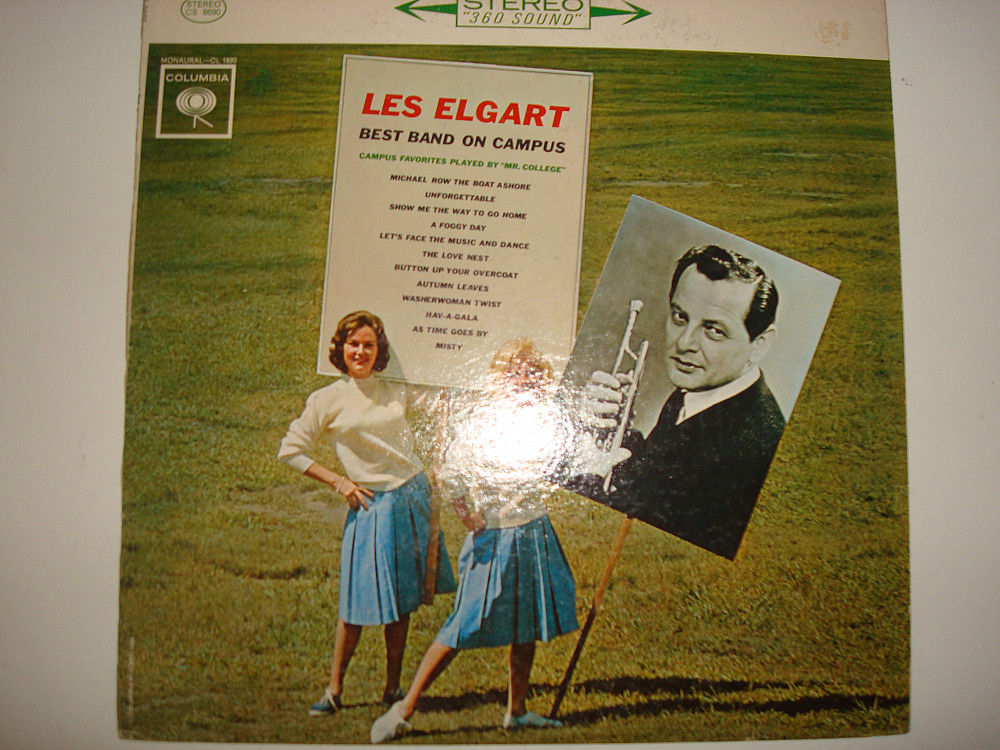 STEREO
CS 8690
STEREO
"360 SOUND"
MONAURAL—CL 1890
COLUMBIA
LES ELGART
BEST BAND ON CAMPUS
CAMPUS FAVORITES PLAYED BY "MR. COLLEGE"
MICHAEL ROW THE BOAT ASHORE
UNFORGETTABLE
SHOW ME THE WAY TO GO HOME
A FOGGY DAY
LET'S FACE THE MUSIC AND DANCE
THE LOVE NEST
BUTTON UP YOUR OVERCOAT
AUTUMN LEAVES
WASHERWOMAN TWIST
HAV-A-GALA
AS TIME GOES BY
MISTY